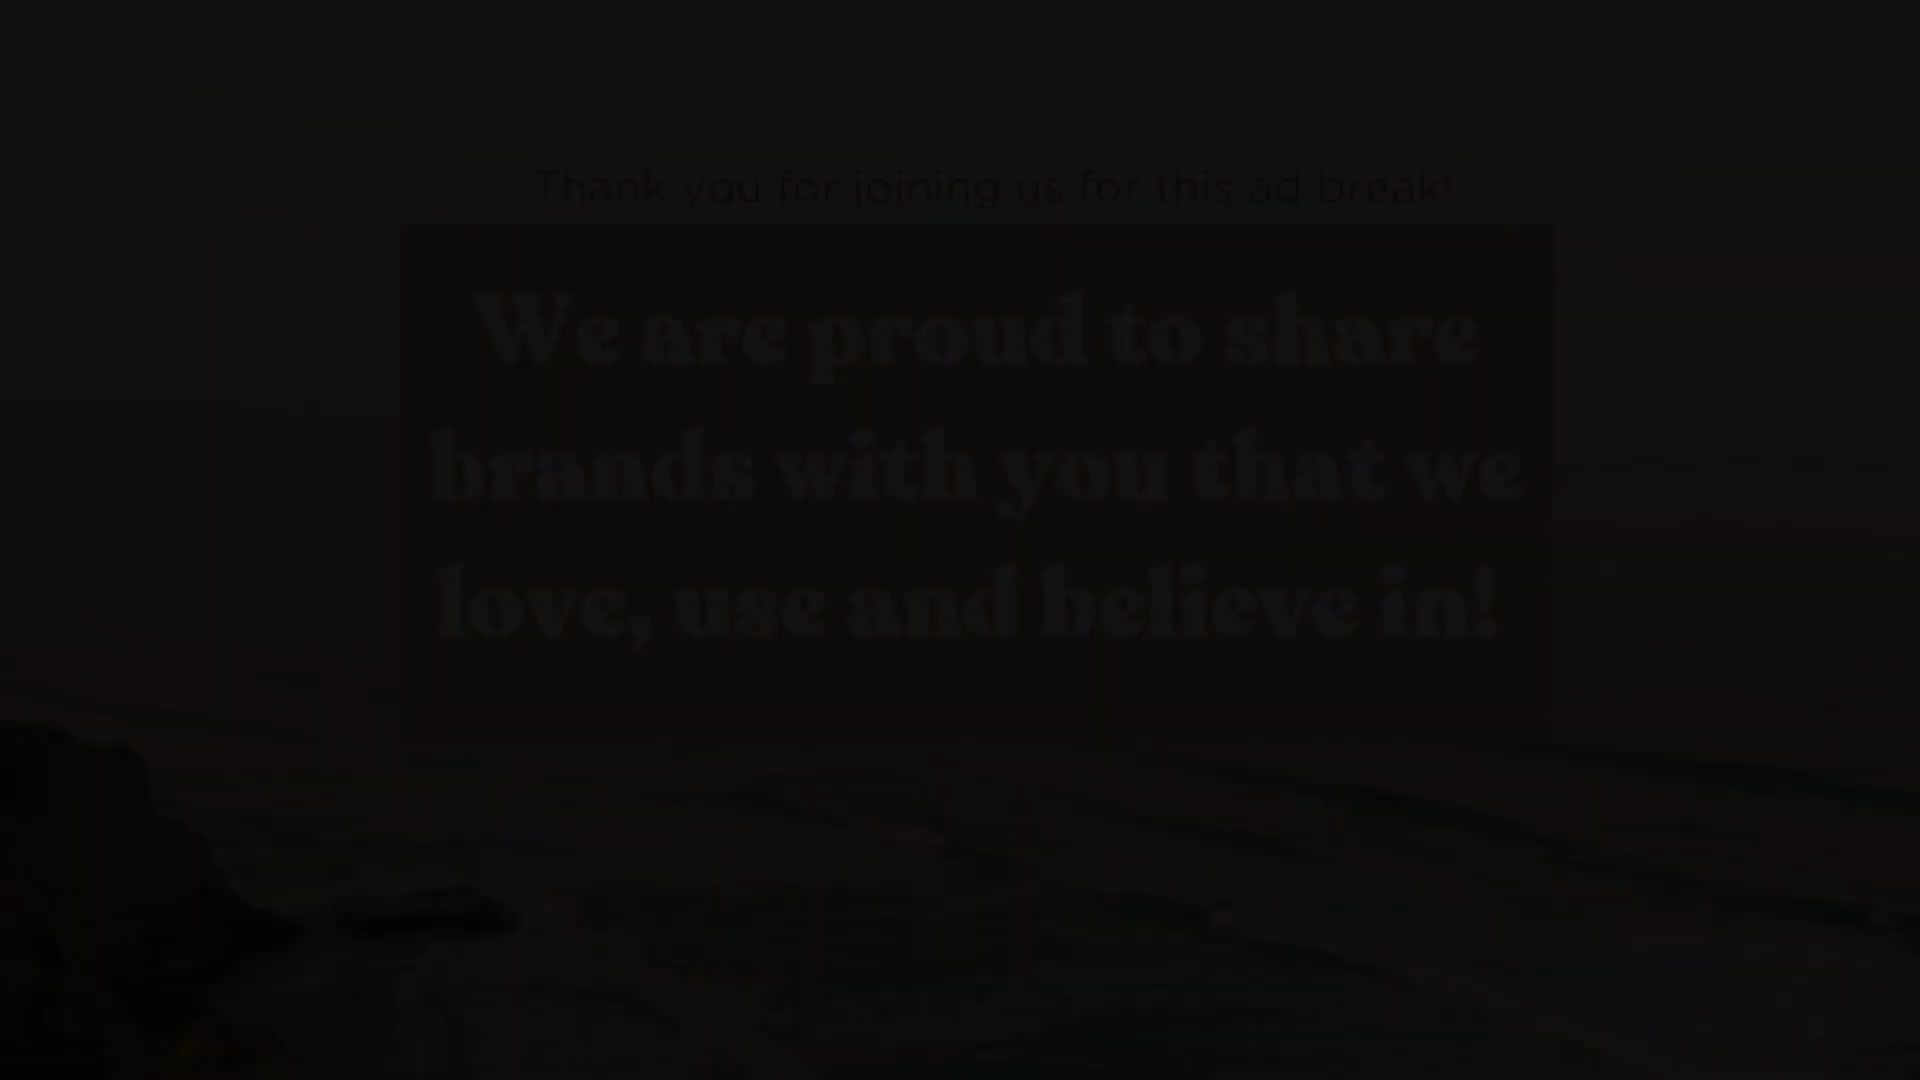 Thank you for joining us for this ad break!
We are proud to share
brands with you that we
love, use and believe in!